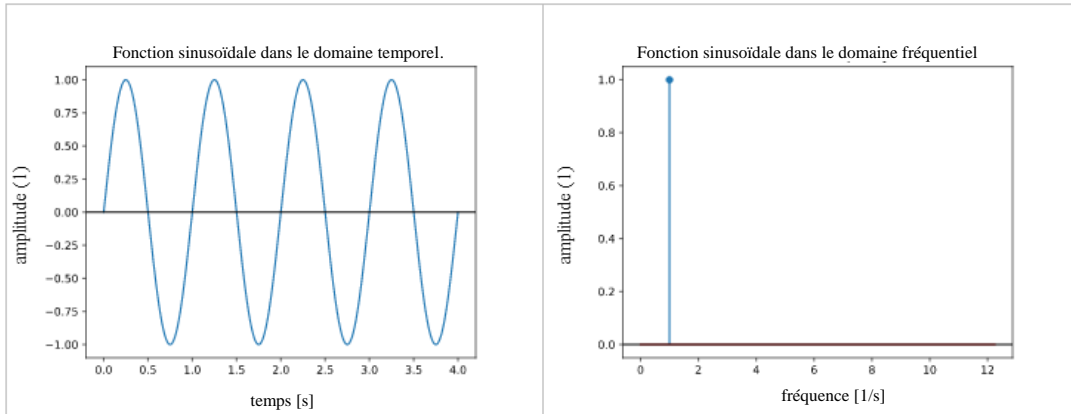 Fonction sinusoïdale dans le domaine temporel.
1.00
0.75
0.50
0.25
0.00
−0.25
−0.50
−0.75
−1.00
amplitude (1)
0.0 0.5 1.0 1.5 2.0 2.5 3.0 3.5 4.0
temps [s]
Fonction sinusoïdale dans le domaine fréquentiel
1.0
0.8
0.6
0.4
0.2
0.0
amplitude (1)
0 2 4 6 8 10 12
fréquence [1/s]